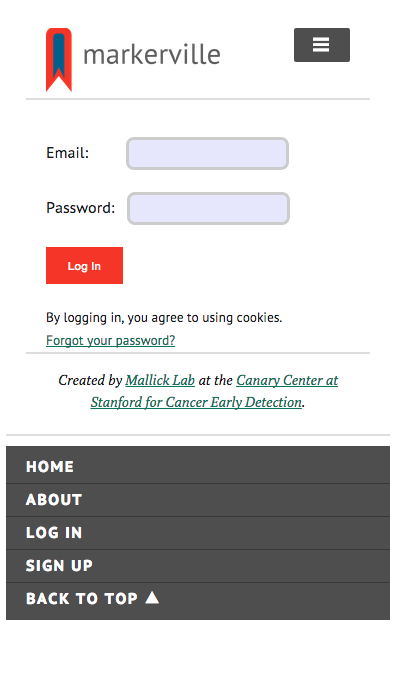 markerville
Email:
Password:
Log In
By logging in, you agree to using cookies.
Forgot your password?
Created by Mallick Lab at the Canary Center at
Stanford for Cancer Early Detection.
HOME
ABOUT
LOG IN
SIGN UP
BACK TO TOP